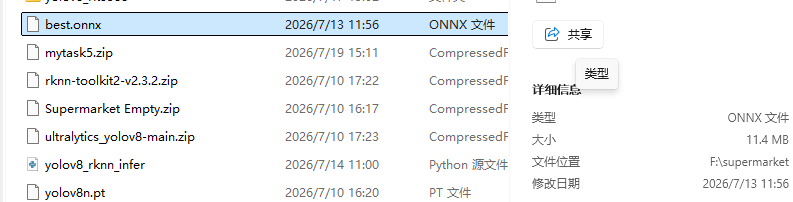 best.onnx 2026/7/13 11:56 ONNX 文件
mytask5.zip 2026/7/19 15:11 CompressedF
rknn-toolkit2-v2.3.2.zip 2026/7/10 17:22 CompressedF
Supermarket Empty.zip 2026/7/10 16:17 CompressedF
ultralytics_yolov8-main.zip 2026/7/10 17:23 CompressedF
yolov8_rknn_infer 2026/7/14 11:00 Python 源文件
yolov8n.pt 2026/7/10 16:20 PT 文件
共享
类型
详细信息
类型 ONNX 文件
大小 11.4 MB
文件位置 F:\supermarket
修改日期 2026/7/13 11:56